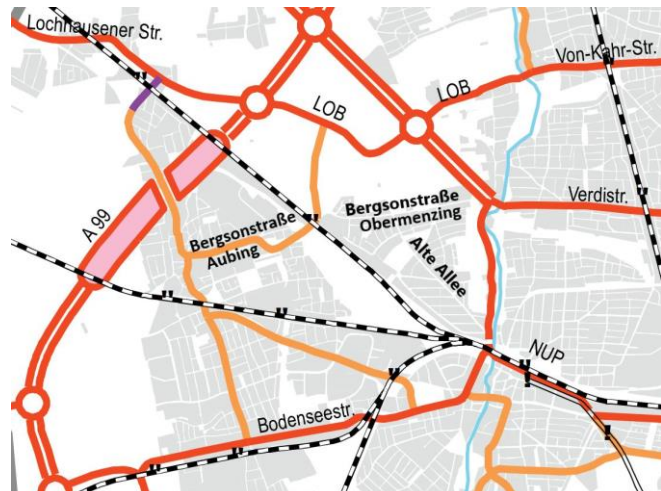 Lochhausener Str.
Von-Kahr-Str.
LOB
LOB
Verdistr.
A 99
Bergsonstraße
Aubing
Bergsonstraße
Obermenzing
Alte Allee
NUP
Bodenseestr.